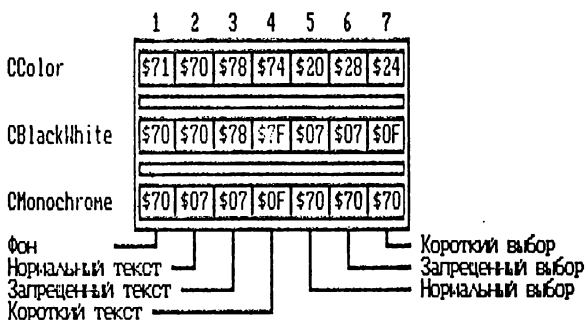 1 2 3 4 5 6 7
CColor $71 $70 $78 $74 $20 $28 $24
CBlackWhite $70 $70 $78 $7F $07 $07 $0F
CMonochrome $70 $07 $07 $0F $70 $70 $70
Фон Короткий выбор
Нормальный текст Запреценный выбор
Запреценный текст Нормальный выбор
Короткий текст